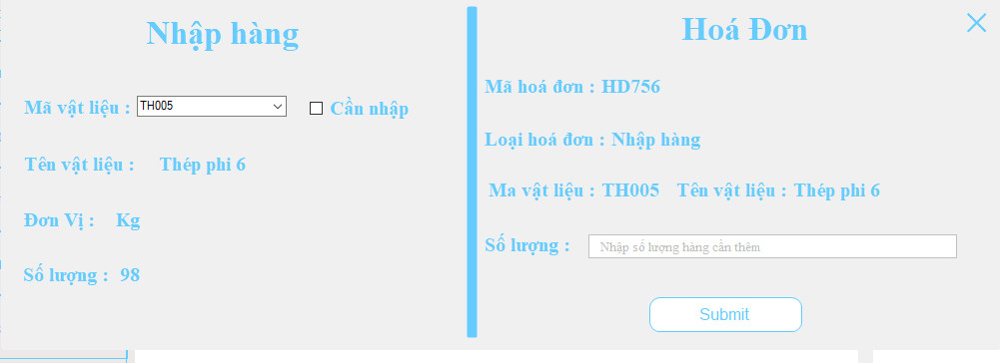 Nhập hàng
Mã vật liệu : TH005 Cần nhập
Tên vật liệu : Thép phi 6
Đơn Vị : Kg
Số lượng : 98
Hoá Đơn
Mã hoá đơn : HD756
Loại hoá đơn : Nhập hàng
Ma vật liệu : TH005 Tên vật liệu : Thép phi 6
Số lượng : Nhập số lượng hàng cần thêm
Submit